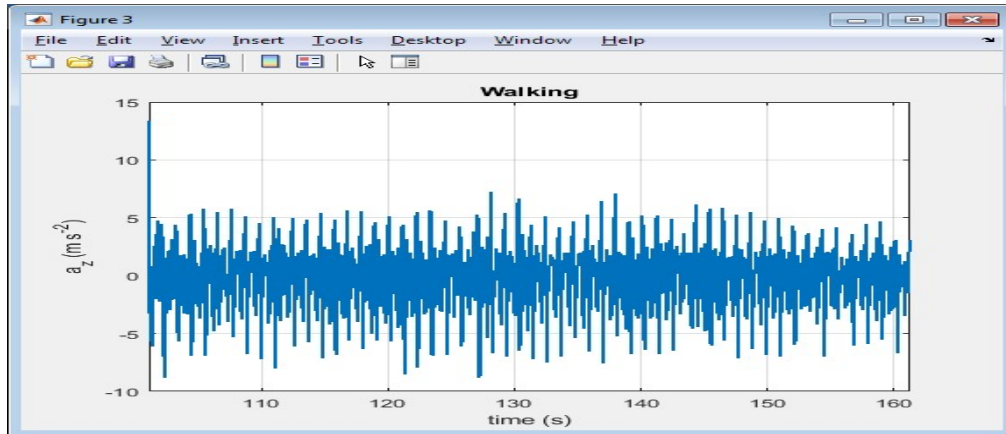 Figure 3
File Edit View Insert Tools Desktop Window Help
Walking
15
10
5
0
-5
-10
a_z (m s^-2)
110 120 130 140 150 160
time (s)